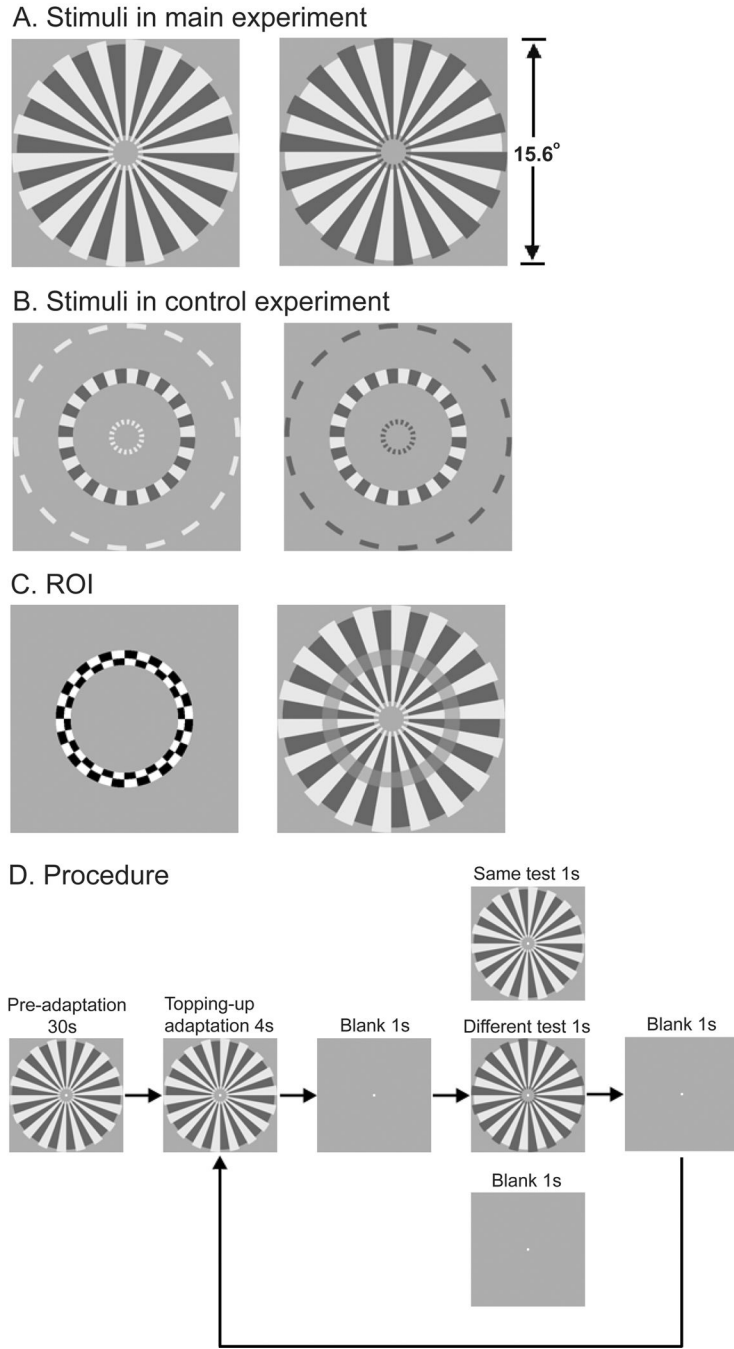 A. Stimuli in main experiment
15.6°
B. Stimuli in control experiment
C. ROI
D. Procedure
Same test 1s
Pre-adaptation
30s
Topping-up
adaptation 4s
Blank 1s
Different test 1s
Blank 1s
Blank 1s